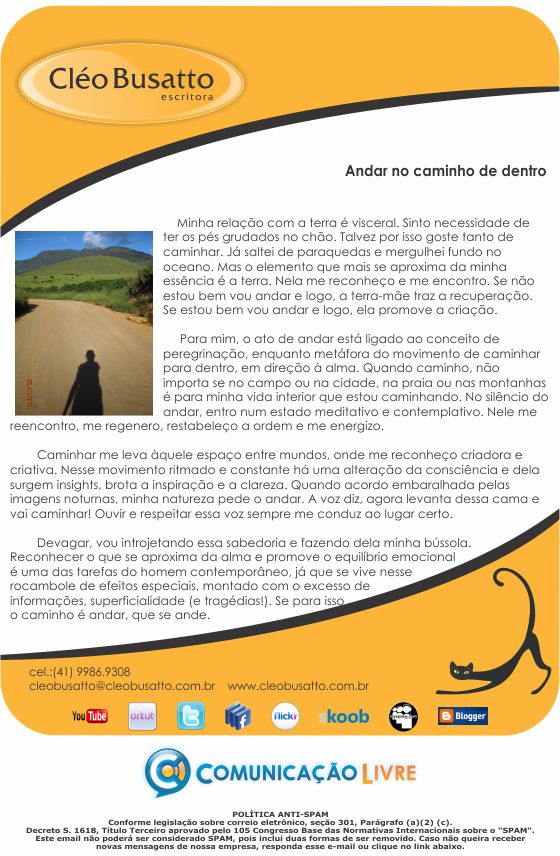 Cléo Busatto
escritora
Andar no caminho de dentro
Minha relação com a terra é visceral. Sinto necessidade de
ter os pés grudados no chão. Talvez por isso goste tanto de
caminhar. Já saltei de paraquedas e mergulhei fundo no
oceano. Mas o elemento que mais se aproxima da minha
essência é a terra. Nela me reconheço e me encontro. Se não
estou bem vou andar e logo, a terra-mãe traz a recuperação.
Se estou bem vou andar e logo, ela promove a criação.
Para mim, o ato de andar está ligado ao conceito de
peregrinação, enquanto metáfora do movimento de caminhar
para dentro, em direção à alma. Quando caminho, não
importa se no campo ou na cidade, na praia ou nas montanhas
é para minha vida interior que estou caminhando. No silêncio do
andar, entro num estado meditativo e contemplativo. Nele me
reencontro, me regenero, restabeleço a ordem e me energizo.
Caminhar me leva àquele espaço entre mundos, onde me reconheço criadora e
criativa. Nesse movimento ritmado e constante há uma alteração da consciência e dela
surgem insights, brota a inspiração e a clareza. Quando acordo embaralhada pelas
imagens noturnas, minha natureza pede o andar. A voz diz, agora levanta dessa cama e
vai caminhar! Ouvir e respeitar essa voz sempre me conduz ao lugar certo.
Devagar, vou introjetando essa sabedoria e fazendo dela minha bússola.
Reconhecer o que se aproxima da alma e promove o equilíbrio emocional
é uma das tarefas do homem contemporâneo, já que se vive nesse
rocambole de efeitos especiais, montado com o excesso de
informações, superficialidade (e tragédias!). Se para isso
o caminho é andar, que se ande.
cel.:(41) 9986.9308
cleobusatto@cleobusatto.com.br www.cleobusatto.com.br
You Tube orkut flickr skoob Blogger
COMUNICAÇÃO LIVRE
POLÍTICA ANTI-SPAM
Conforme legislação sobre correio eletrônico, seção 301, Parágrafo (a)(2) (c).
Decreto S. 1618, Título Terceiro aprovado pelo 105 Congresso Base das Normativas Internacionais sobre o "SPAM".
Este email não poderá ser considerado SPAM, pois inclui duas formas de ser removido. Caso não queira receber
novas mensagens de nossa empresa, responda esse e-mail ou clique no link abaixo.